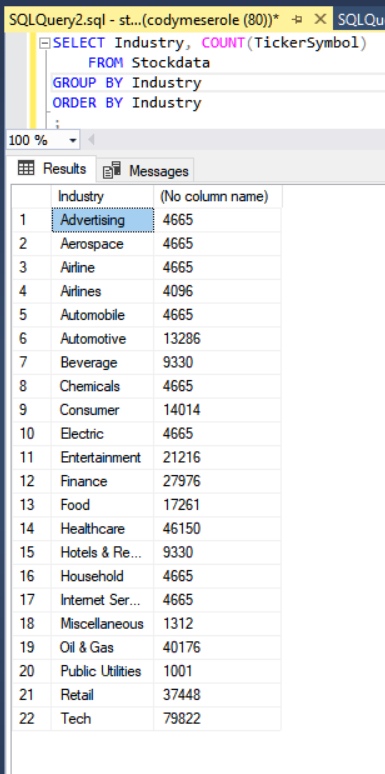 SQLQuery2.sql - st...(codymeserole (80))* SQLQue
SELECT Industry, COUNT(TickerSymbol)
FROM Stockdata
GROUP BY Industry
ORDER BY Industry
;
100 %
Results Messages
Industry (No column name)
1 Advertising 4665
2 Aerospace 4665
3 Airline 4665
4 Airlines 4096
5 Automobile 4665
6 Automotive 13286
7 Beverage 9330
8 Chemicals 4665
9 Consumer 14014
10 Electric 4665
11 Entertainment 21216
12 Finance 27976
13 Food 17261
14 Healthcare 46150
15 Hotels & Re... 9330
16 Household 4665
17 Internet Ser... 4665
18 Miscellaneous 1312
19 Oil & Gas 40176
20 Public Utilities 1001
21 Retail 37448
22 Tech 79822